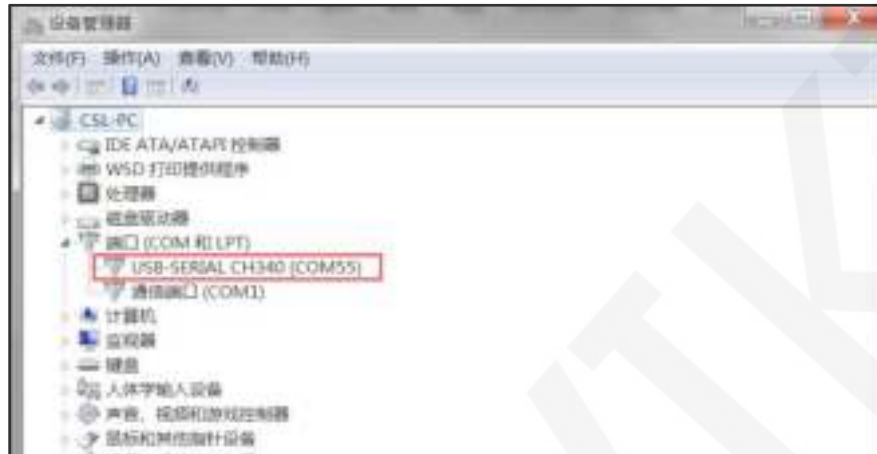 设备管理器
文件(F) 操作(A) 查看(V) 帮助(H)
CSL-PC
IDE ATA/ATAPI 控制器
WSD 打印提供程序
处理器
磁盘驱动器
端口 (COM 和 LPT)
USB-SERIAL CH340 (COM55)
通信端口 (COM1)
计算机
监视器
键盘
人体学输入设备
声音、视频和游戏控制器
鼠标和其他指针设备